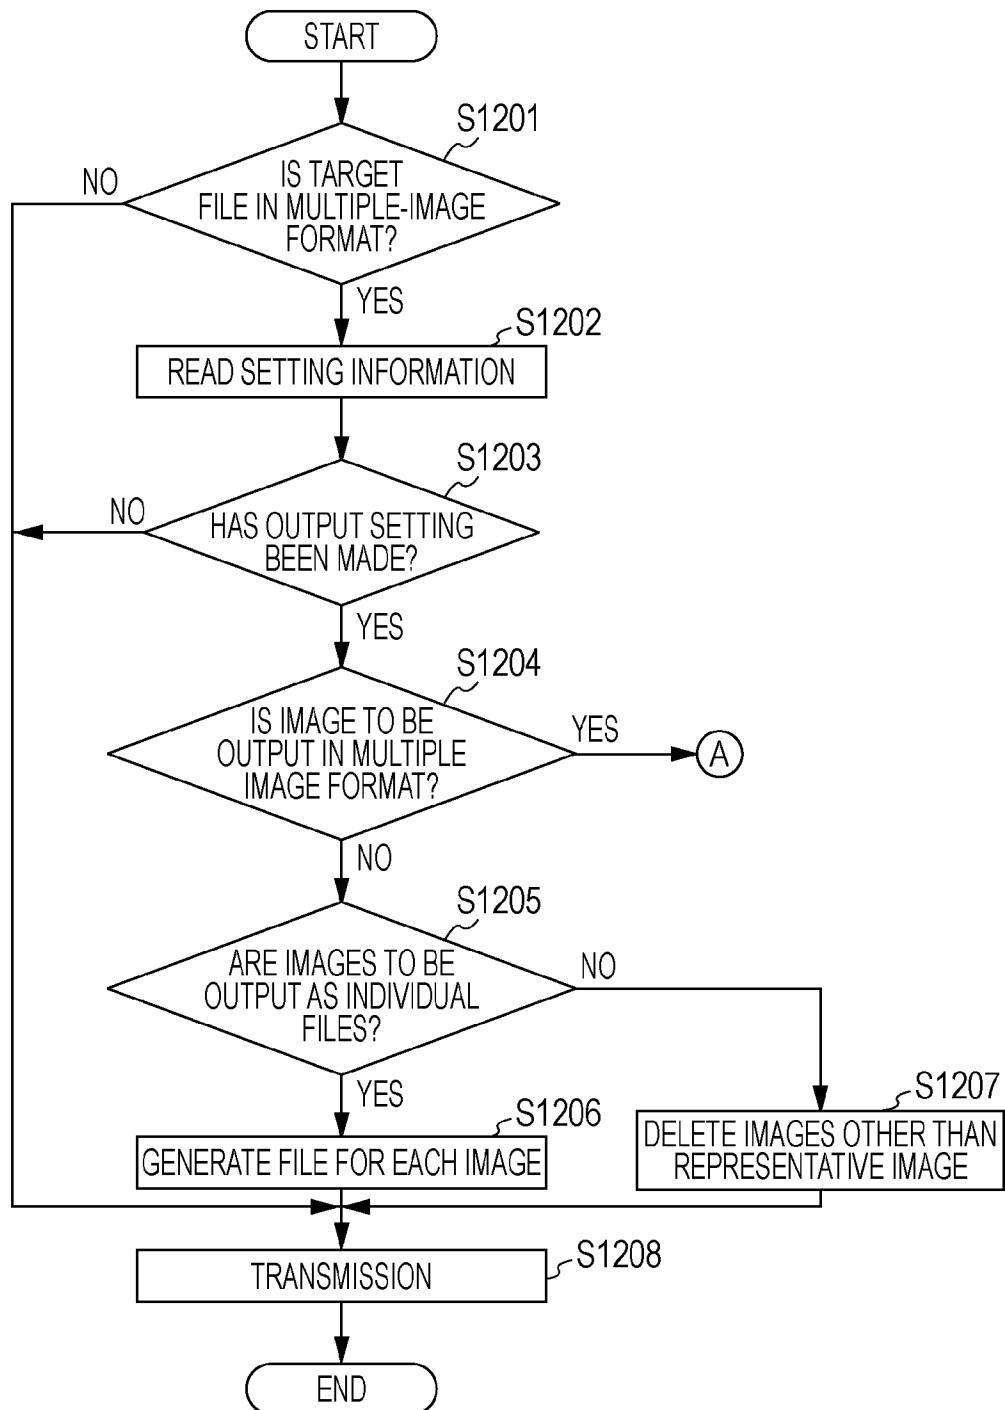 START
S1201
IS TARGET
FILE IN MULTIPLE-IMAGE
FORMAT?
NO
YES
S1202
READ SETTING INFORMATION
S1203
HAS OUTPUT SETTING
BEEN MADE?
NO
YES
S1204
IS IMAGE TO BE
OUTPUT IN MULTIPLE
IMAGE FORMAT?
YES
A
NO
S1205
ARE IMAGES TO BE
OUTPUT AS INDIVIDUAL
FILES?
NO
YES
S1206
GENERATE FILE FOR EACH IMAGE
S1207
DELETE IMAGES OTHER THAN
REPRESENTATIVE IMAGE
S1208
TRANSMISSION
END